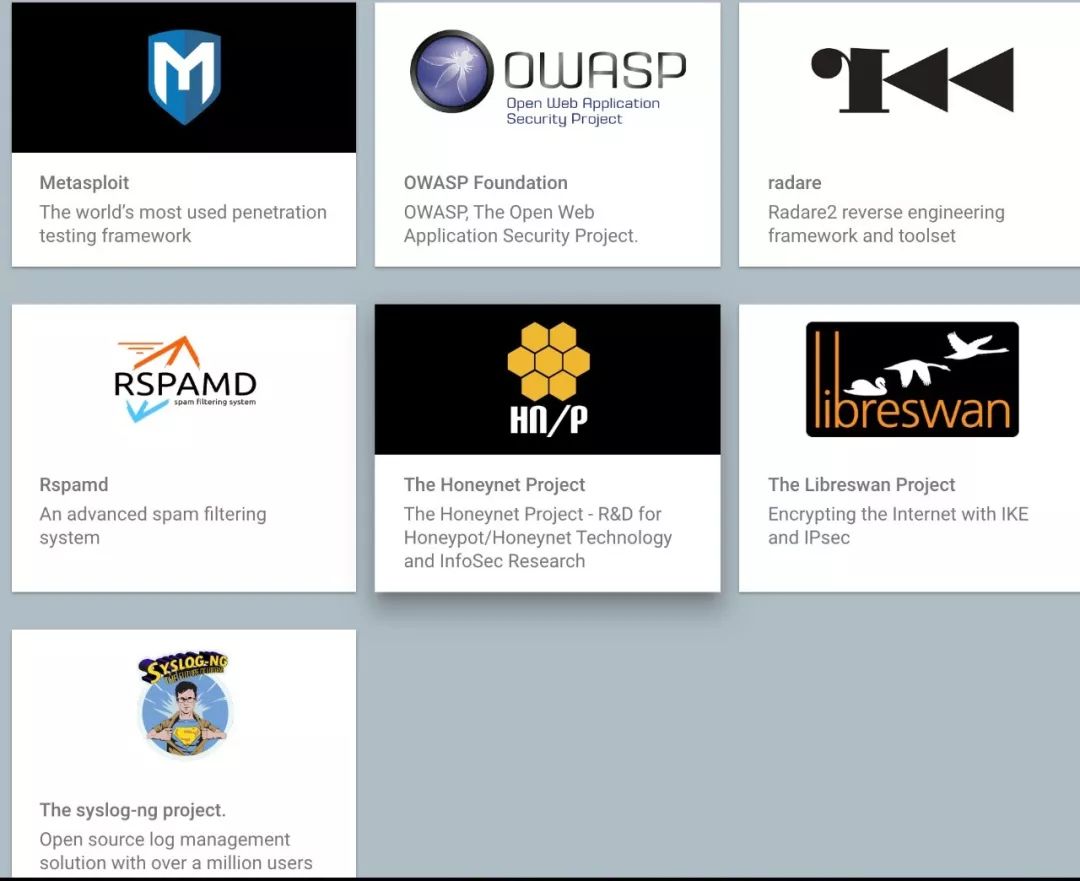 M
OWASP
Open Web Application
Security Project
Metasploit
The world's most used penetration
testing framework
OWASP Foundation
OWASP, The Open Web
Application Security Project.
radare
Radare2 reverse engineering
framework and toolset
RSPAMD
spam filtering system
HN/P
libreswan
Rspamd
An advanced spam filtering
system
The Honeynet Project
The Honeynet Project - R&D for
Honeypot/Honeynet Technology
and InfoSec Research
The Libreswan Project
Encrypting the Internet with IKE
and IPsec
SYSLOG-NG
S
The syslog-ng project.
Open source log management
solution with over a million users